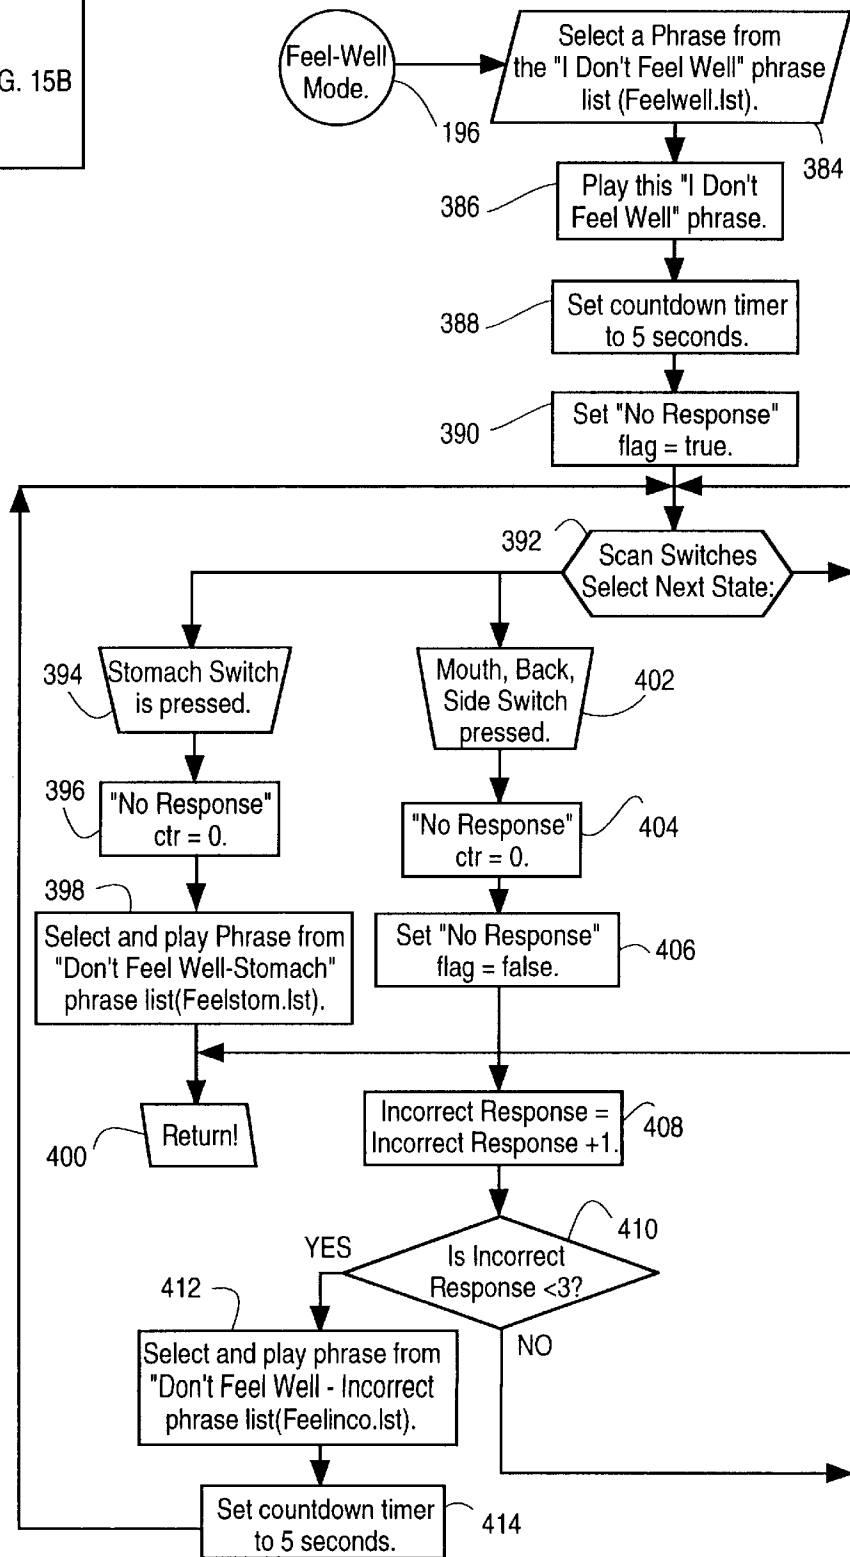 G. 15B
Feel-Well
Mode.
196
Select a Phrase from
the "I Don't Feel Well" phrase
list (Feelwell.lst).
384
386
Play this "I Don't
Feel Well" phrase.
388
Set countdown timer
to 5 seconds.
390
Set "No Response"
flag = true.
392
Scan Switches
Select Next State:
394
Stomach Switch
is pressed.
Mouth, Back,
Side Switch
pressed.
402
396
"No Response"
ctr = 0.
"No Response"
ctr = 0.
404
398
Select and play Phrase from
"Don't Feel Well-Stomach"
phrase list(Feelstom.lst).
Set "No Response"
flag = false.
406
400
Return!
Incorrect Response =
Incorrect Response +1.
408
410
Is Incorrect
Response <3?
YES
NO
412
Select and play phrase from
"Don't Feel Well - Incorrect
phrase list(Feelinco.lst).
Set countdown timer
to 5 seconds.
414